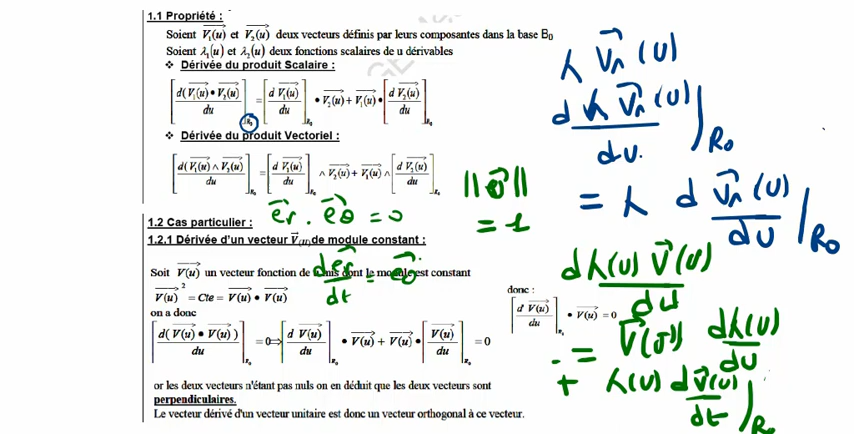 1.1 Propriété :
Soient V₁(u) et V₂(u) deux vecteurs définis par leurs composantes dans la base B₀
Soient λ₁(u) et λ₂(u) deux fonctions scalaires de u dérivables
❖ Dérivée du produit Scalaire :
[d(V₁(u) • V₂(u))/du]R₀ = [d V₁(u)/du]R₀ • V₂(u) + V₁(u) • [d V₂(u)/du]R₀
❖ Dérivée du produit Vectoriel :
[d(V₁(u) ∧ V₂(u))/du]R₀ = [d V₁(u)/du]R₀ ∧ V₂(u) + V₁(u) ∧ [d V₂(u)/du]R₀
1.2 Cas particulier :
er . eθ = 0
1.2.1 Dérivée d'un vecteur V(u) de module constant :
Soit V(u) un vecteur fonction de dont le module est constant
der/dt = eθ
V(u)² = Cte = V(u) • V(u)
on a donc
[d(V(u) • V(u))/du]R₀ = 0 ⇒ [d V(u)/du]R₀ • V(u) + V(u) • [V(u)/du]R₀ = 0
donc :
[d V(u)/du]R₀ • V(u) = 0
or les deux vecteurs n'étant pas nuls on en déduit que les deux vecteurs sont
perpendiculaires.
Le vecteur dérivé d'un vecteur unitaire est donc un vecteur orthogonal à ce vecteur.
= 1
λ V₁(u)
d λ V₁(u)/du |R₀
= λ d V₁(u)/du |R₀
dλ(u) V(u)/du
= V(u) dλ(u)/du
+ λ(u) dV(u)/dt |R₀